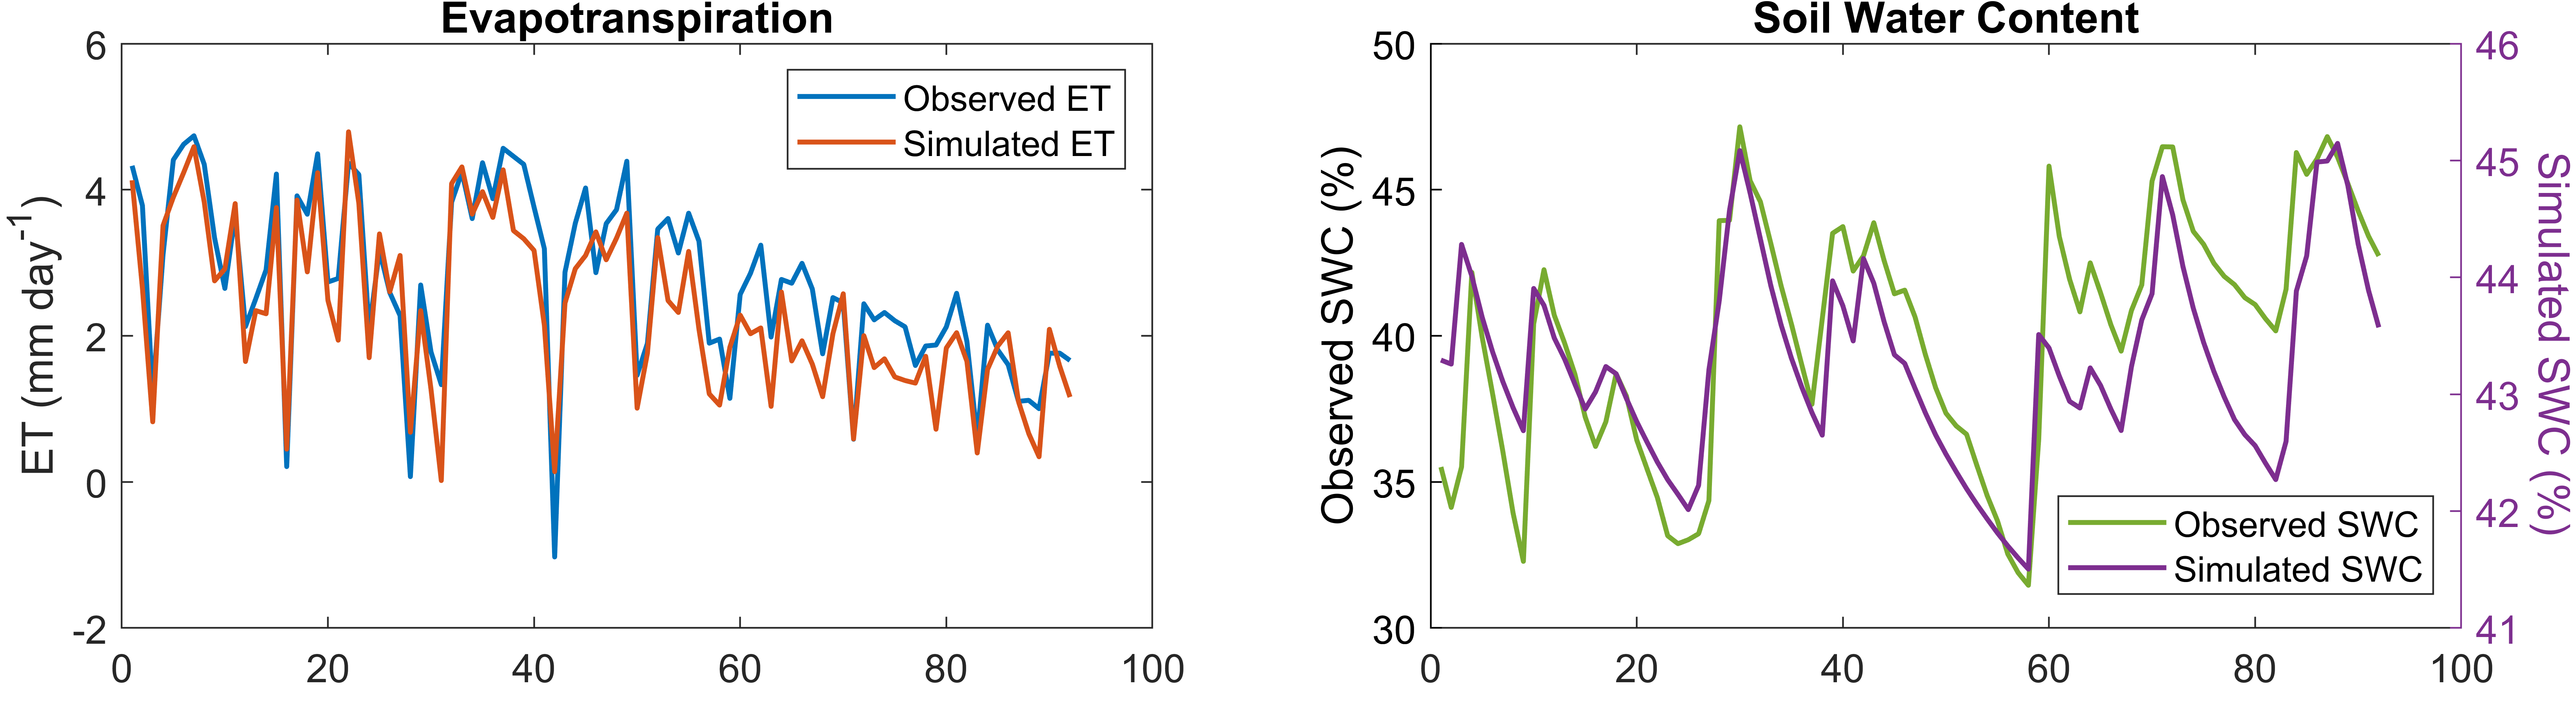 Evapotranspiration
6
4
2
0
-2
ET (mm day-1)
Observed ET
Simulated ET
0 20 40 60 80 100
Soil Water Content
50
45
40
35
30
Observed SWC (%)
46
45
44
43
42
41
Simulated SWC (%)
Observed SWC
Simulated SWC
0 20 40 60 80 100